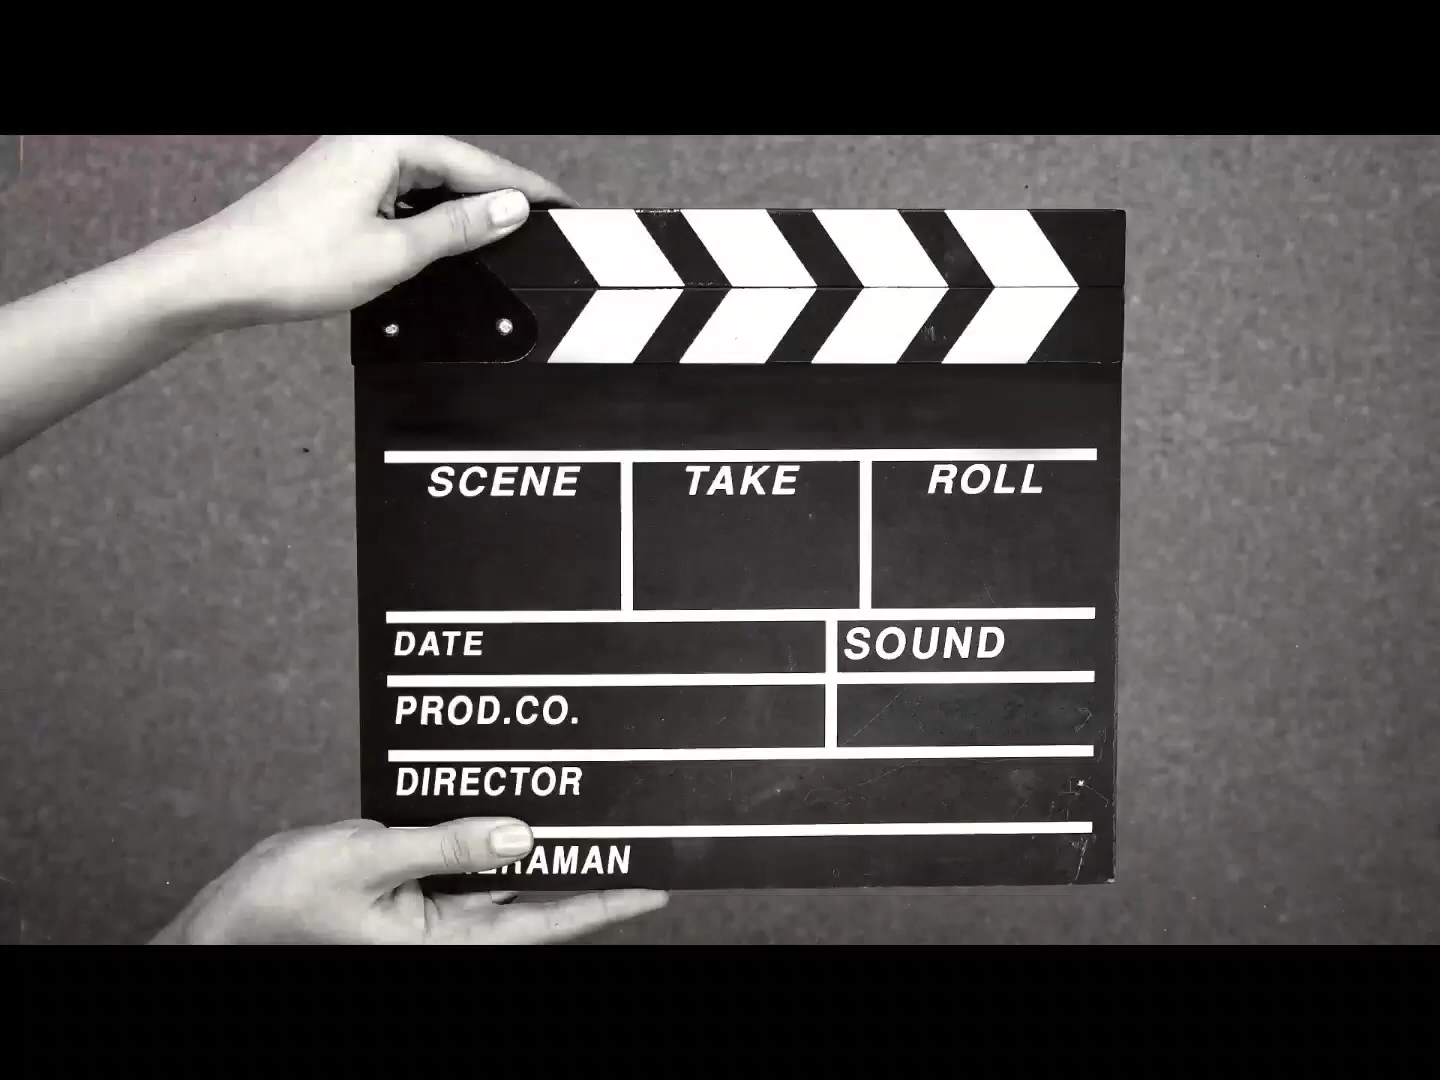 SCENE TAKE ROLL
DATE SOUND
PROD.CO.
DIRECTOR